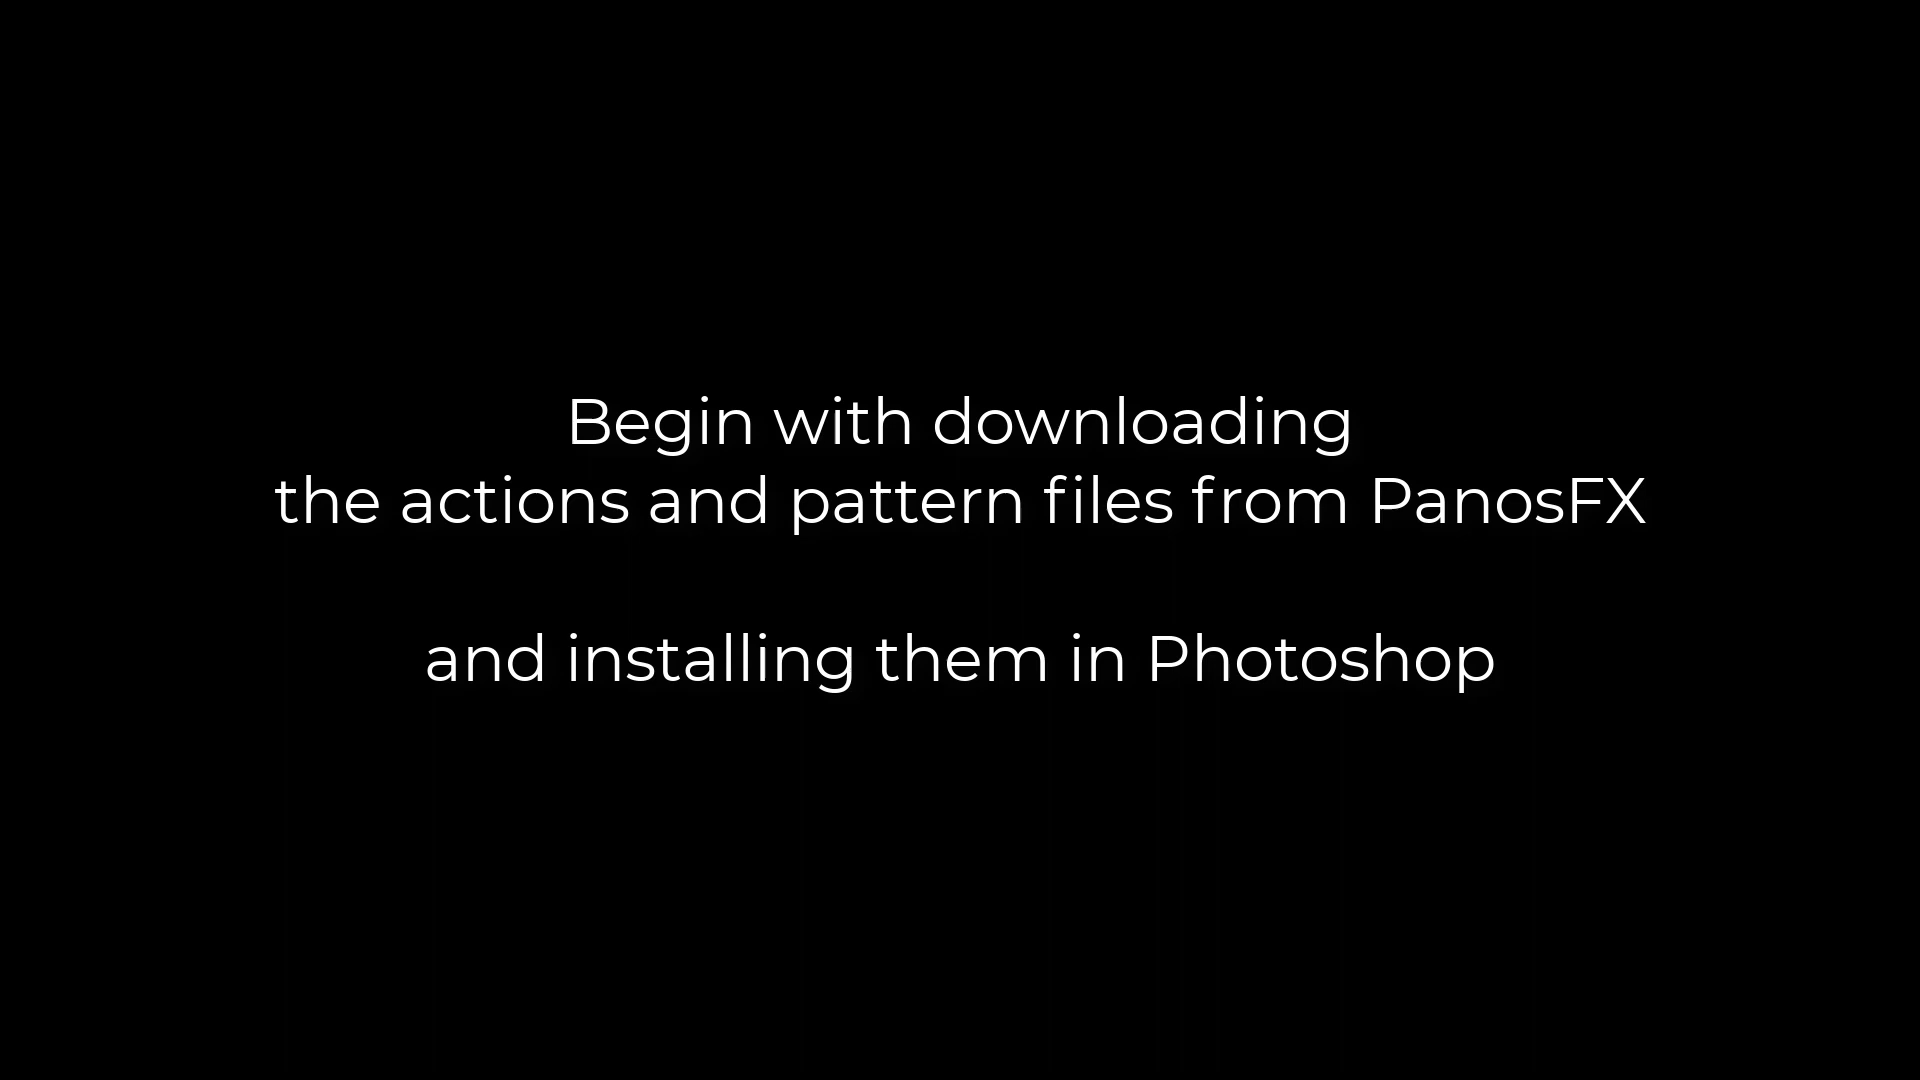 Begin with downloading
the actions and pattern files from PanosFX
and installing them in Photoshop